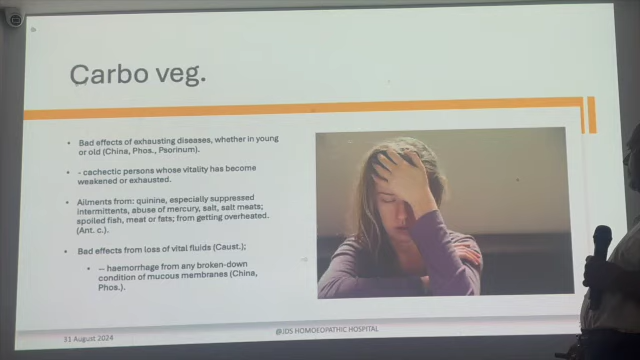 Carbo veg.
• Bad effects of exhausting diseases, whether in young
or old (China, Phos., Psorinum).
• - cachectic persons whose vitality has become
weakened or exhausted.
• Ailments from: quinine, especially suppressed
intermittents, abuse of mercury, salt, salt meats;
spoiled fish, meat or fats; from getting overheated.
(Ant. c.).
• Bad effects from loss of vital fluids (Caust.);
• – haemorrhage from any broken-down
condition of mucous membranes (China,
Phos.).
31 August 2024
@JDS HOMOEOPATHIC HOSPITAL